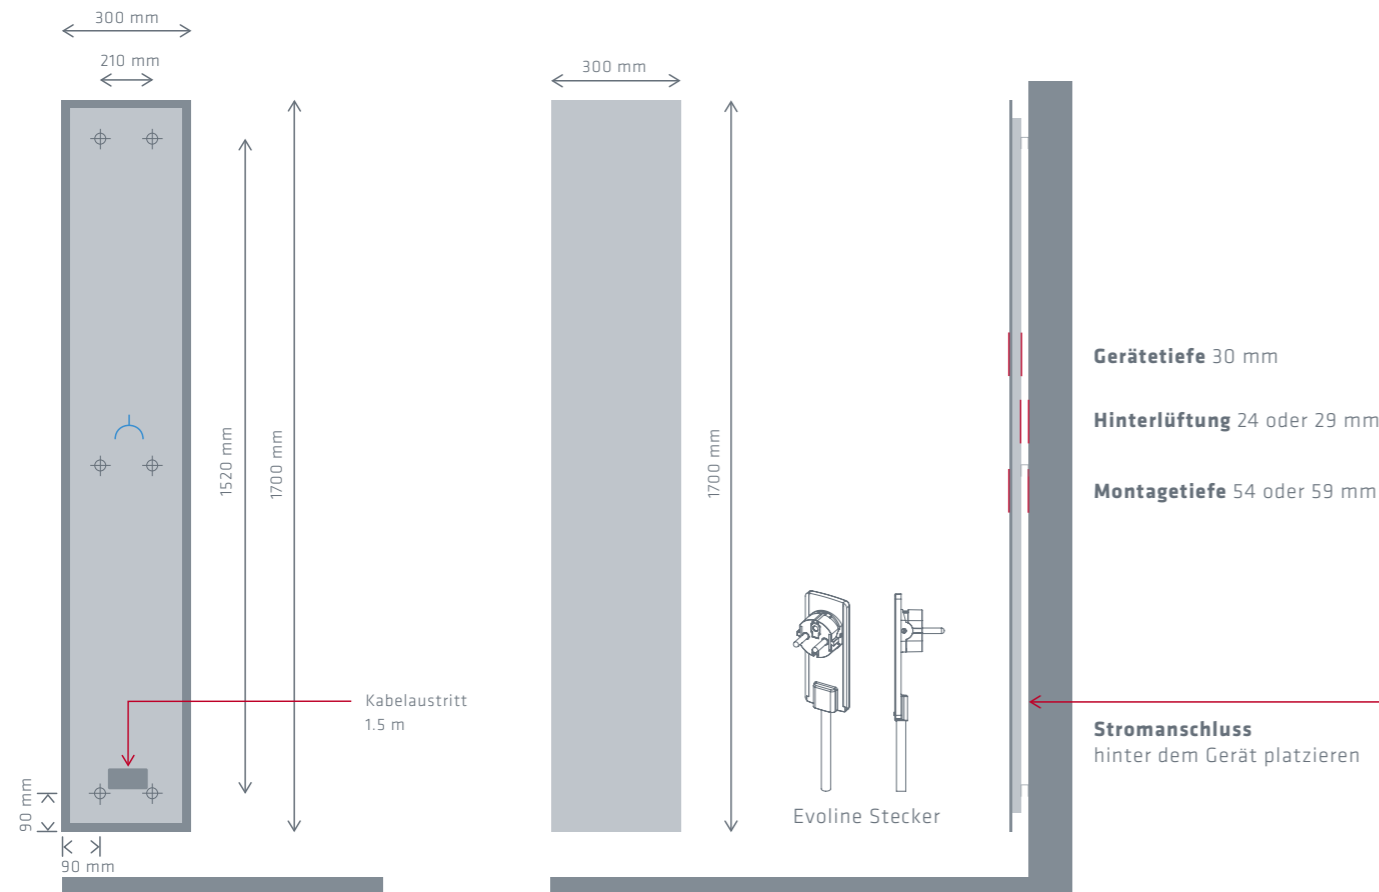 300 mm
210 mm
300 mm
1520 mm
1700 mm
1700 mm
Gerätetiefe 30 mm
Hinterlüftung 24 oder 29 mm
Montagetiefe 54 oder 59 mm
Kabelaustritt
1.5 m
Stromanschluss
hinter dem Gerät platzieren
90 mm
90 mm
Evoline Stecker